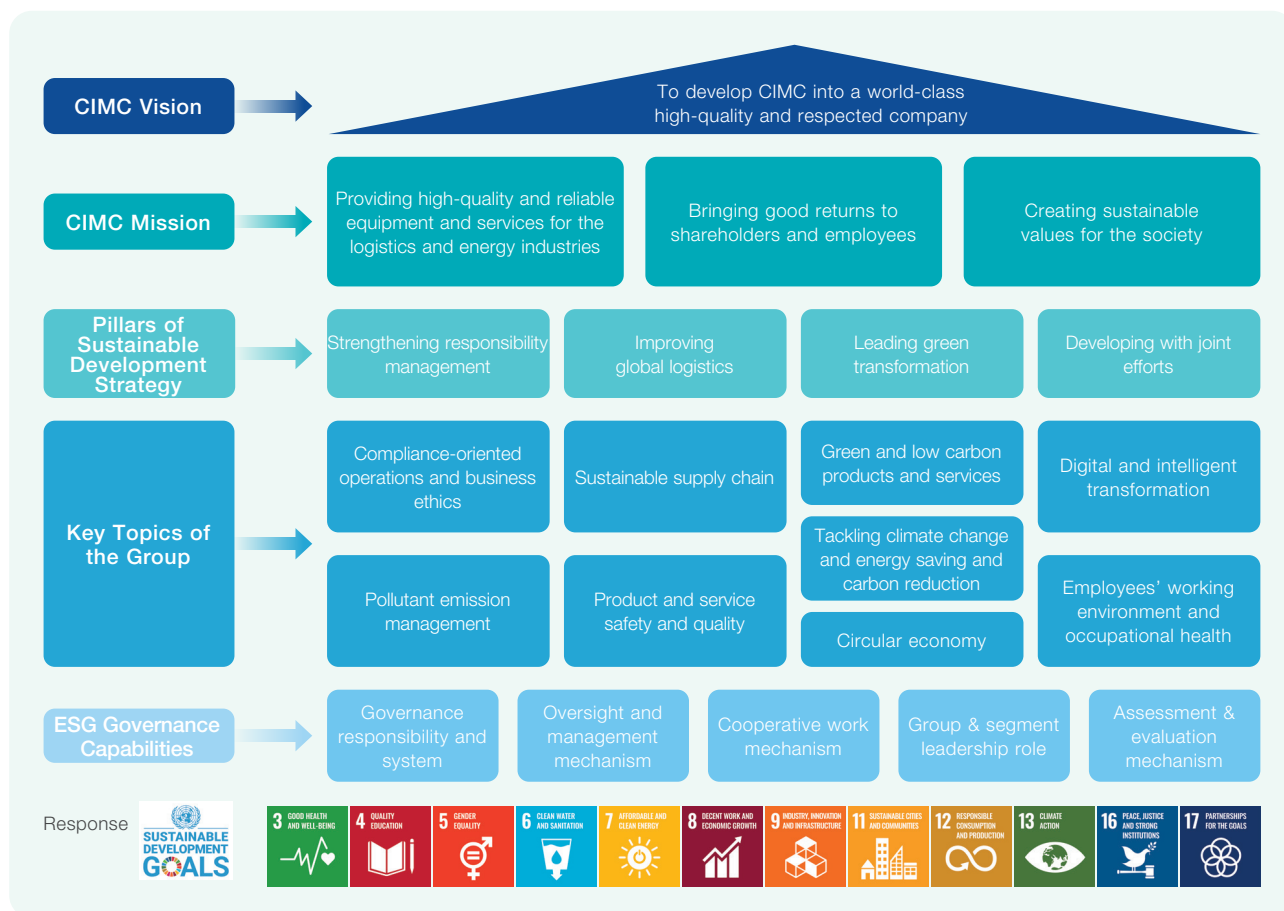 CIMC Vision
To develop CIMC into a world-class
high-quality and respected company
CIMC Mission
Providing high-quality and reliable
equipment and services for the
logistics and energy industries
Bringing good returns to
shareholders and employees
Creating sustainable
values for the society
Pillars of
Sustainable
Development
Strategy
Strengthening responsibility
management
Improving
global logistics
Leading green
transformation
Developing with joint
efforts
Key Topics of
the Group
Compliance-oriented
operations and business
ethics
Pollutant emission
management
Sustainable supply chain
Product and service
safety and quality
Green and low carbon
products and services
Tackling climate change
and energy saving and
carbon reduction
Circular economy
Digital and intelligent
transformation
Employees’ working
environment and
occupational health
ESG Governance
Capabilities
Governance
responsibility and
system
Oversight and
management
mechanism
Cooperative work
mechanism
Group & segment
leadership role
Assessment &
evaluation
mechanism
Response
SUSTAINABLE
DEVELOPMENT
GOALS
3 GOOD HEALTH
AND WELL-BEING
4 QUALITY
EDUCATION
5 GENDER
EQUALITY
6 CLEAN WATER
AND SANITATION
7 AFFORDABLE AND
CLEAN ENERGY
8 DECENT WORK AND
ECONOMIC GROWTH
9 INDUSTRY, INNOVATION
AND INFRASTRUCTURE
11 SUSTAINABLE CITIES
AND COMMUNITIES
12 RESPONSIBLE
CONSUMPTION
AND PRODUCTION
13 CLIMATE
ACTION
16 PEACE, JUSTICE
AND STRONG
INSTITUTIONS
17 PARTNERSHIPS
FOR THE GOALS